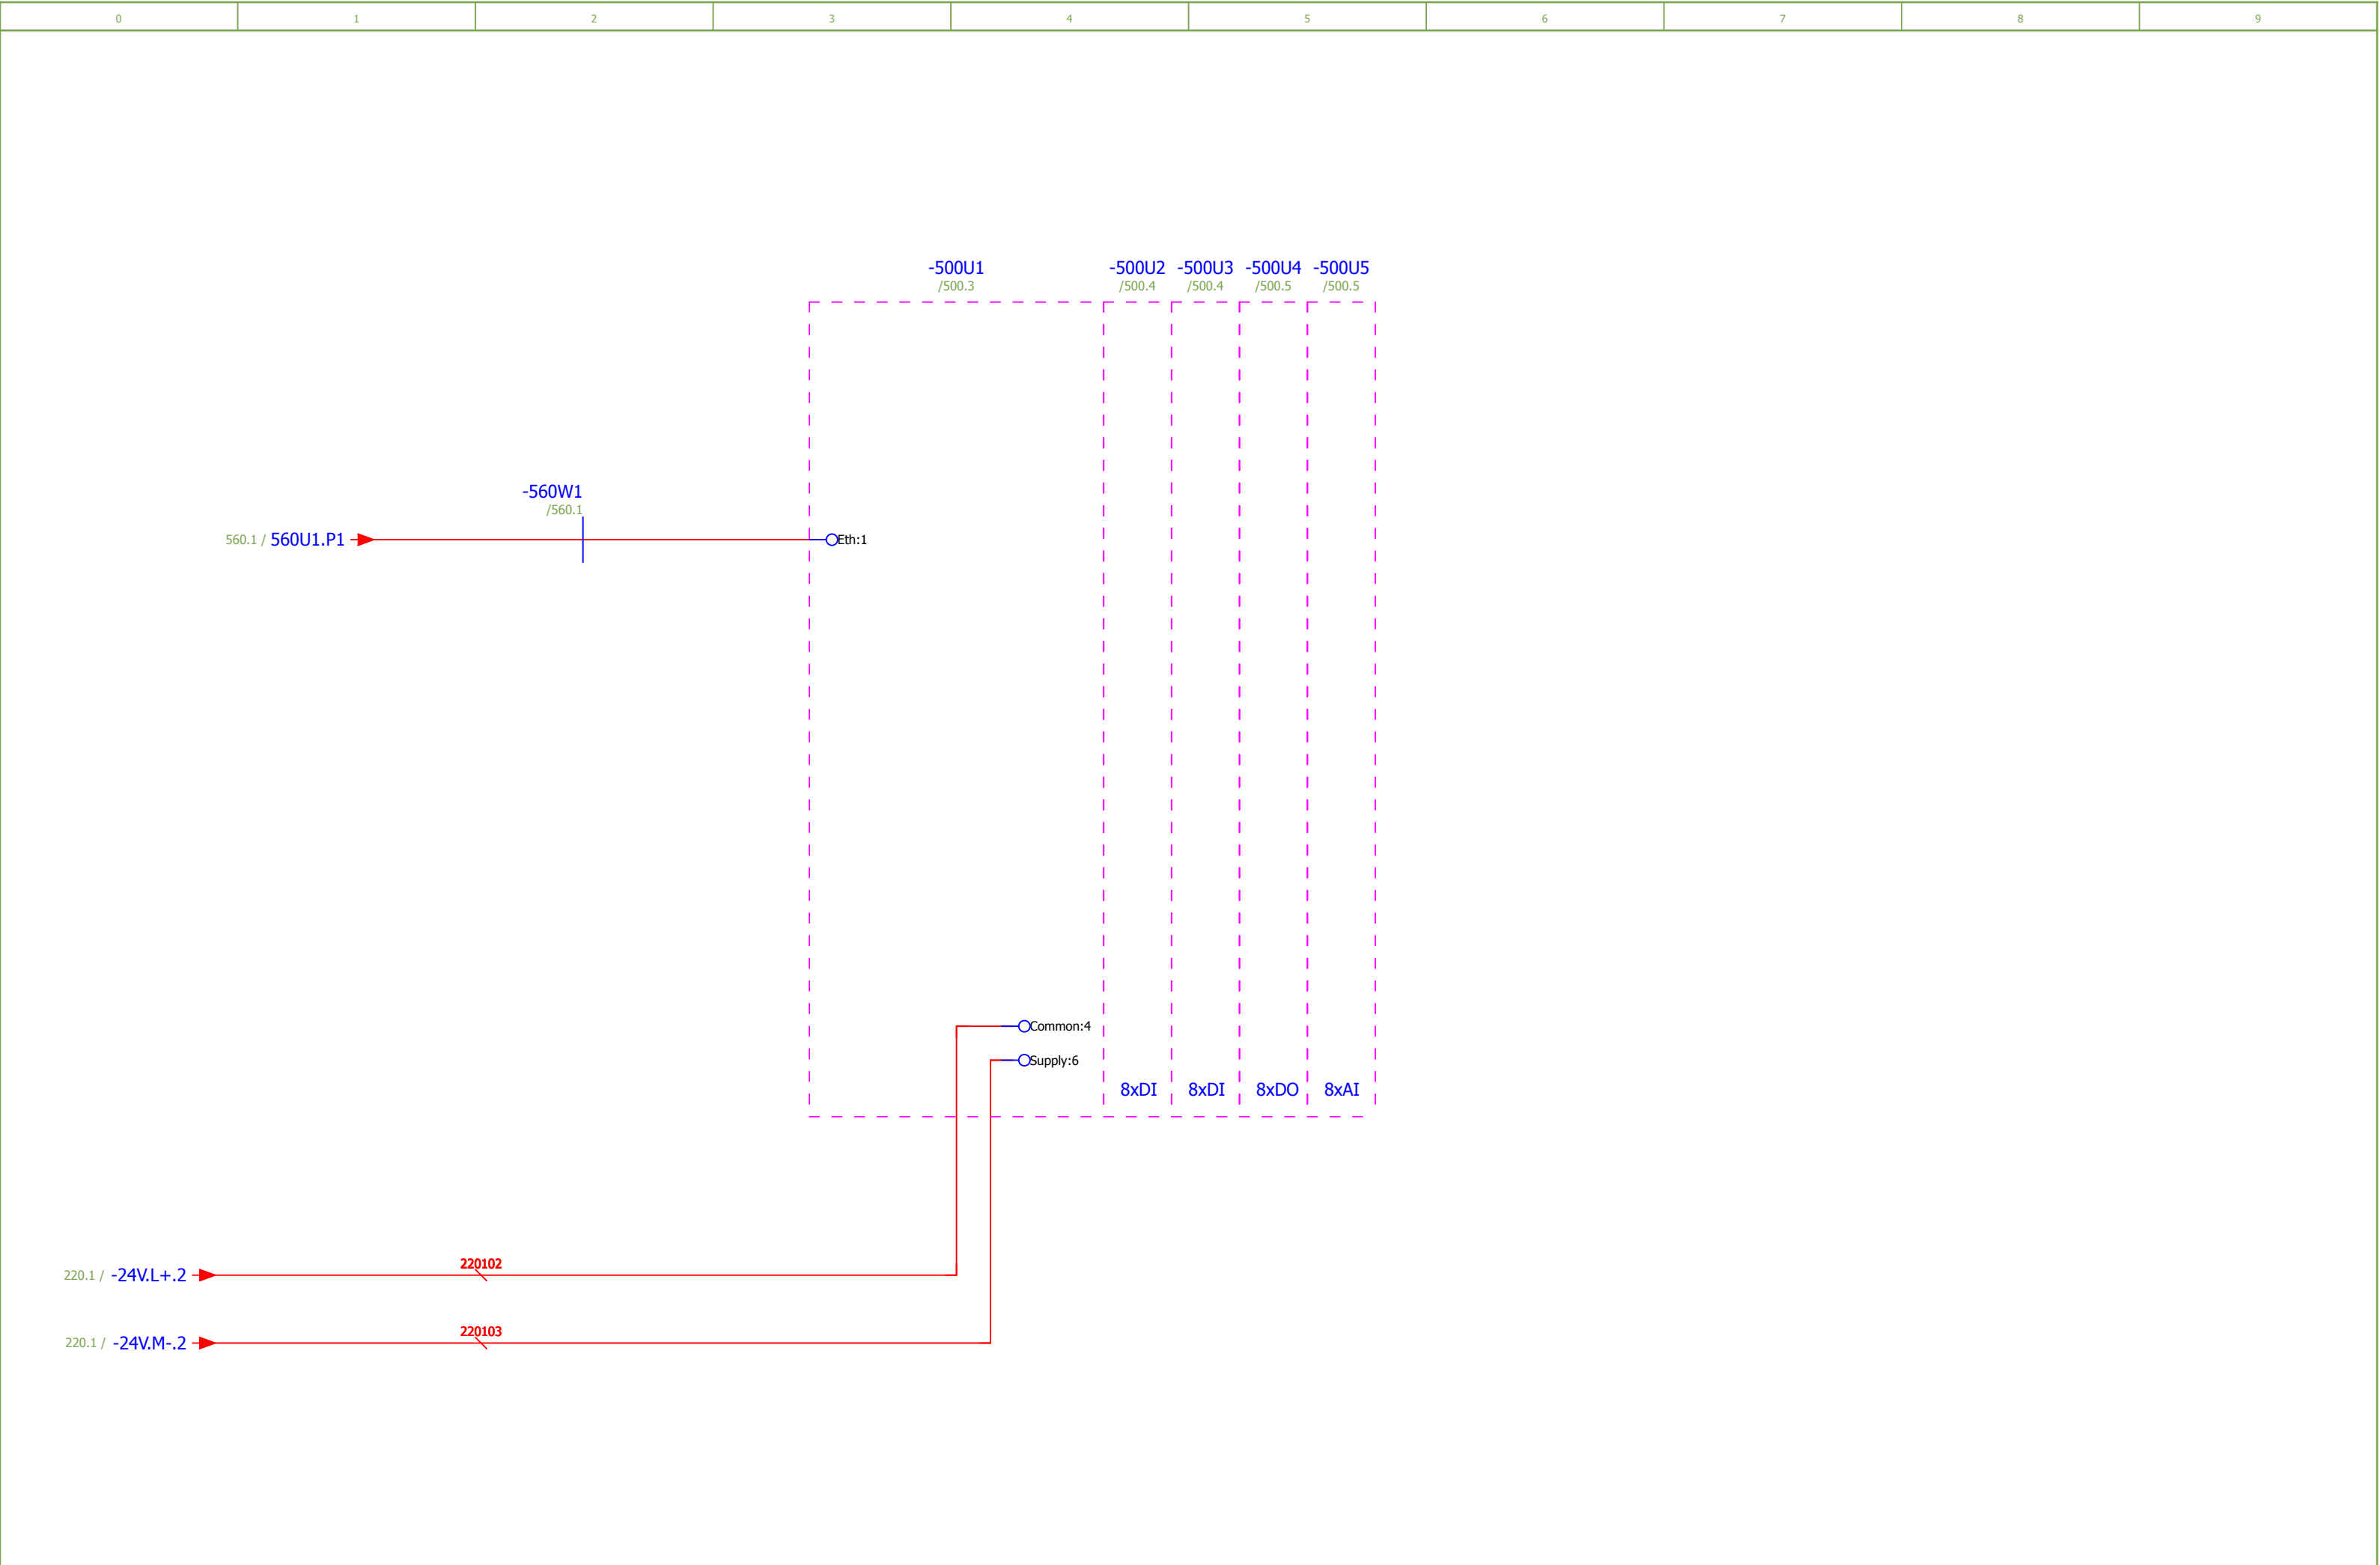 0 1 2 3 4 5 6 7 8 9
-500U1 -500U2 -500U3 -500U4 -500U5
/500.3 /500.4 /500.4 /500.5 /500.5
-560W1
/560.1
560.1 / 560U1.P1 Eth:1
Common:4
Supply:6
8xDI 8xDI 8xDO 8xAI
220102
220.1 / -24V.L+.2
220103
220.1 / -24V.M-.2